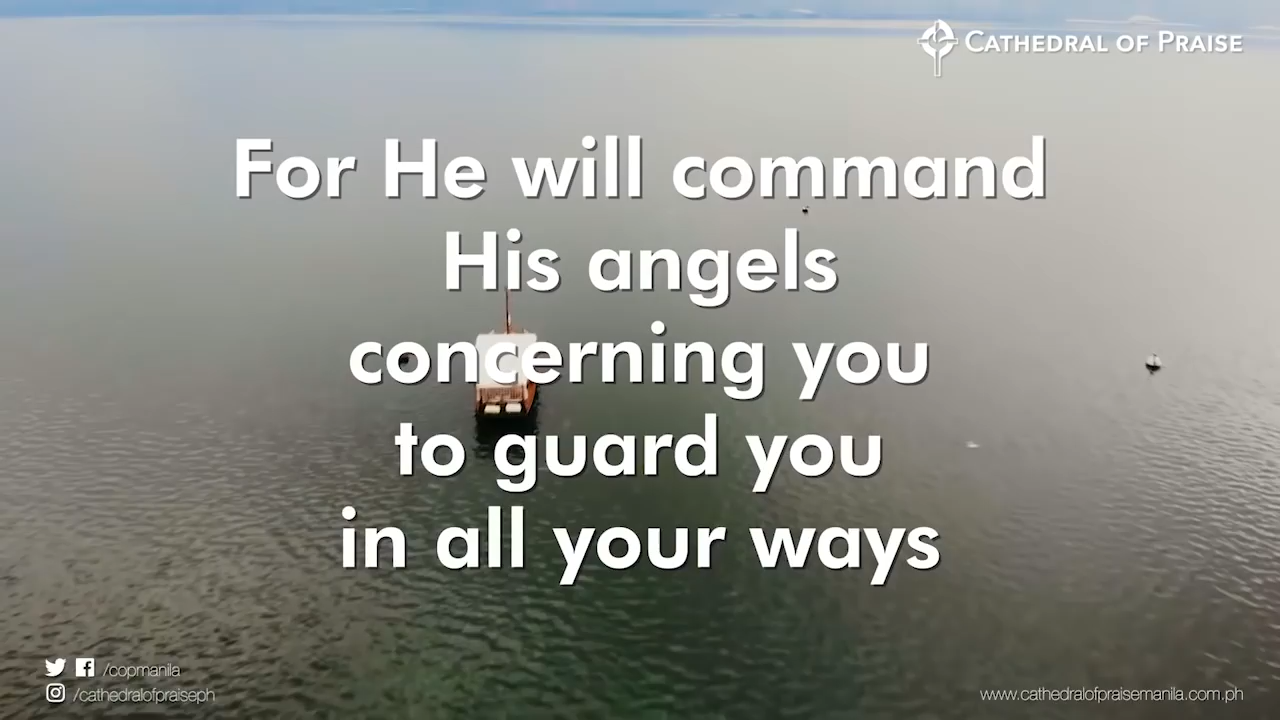 CATHEDRAL OF PRAISE
For He will command
His angels
concerning you
to guard you
in all your ways
/copmanila
/cathedralofpraiseph
www.cathedralofpraisemanila.com.ph